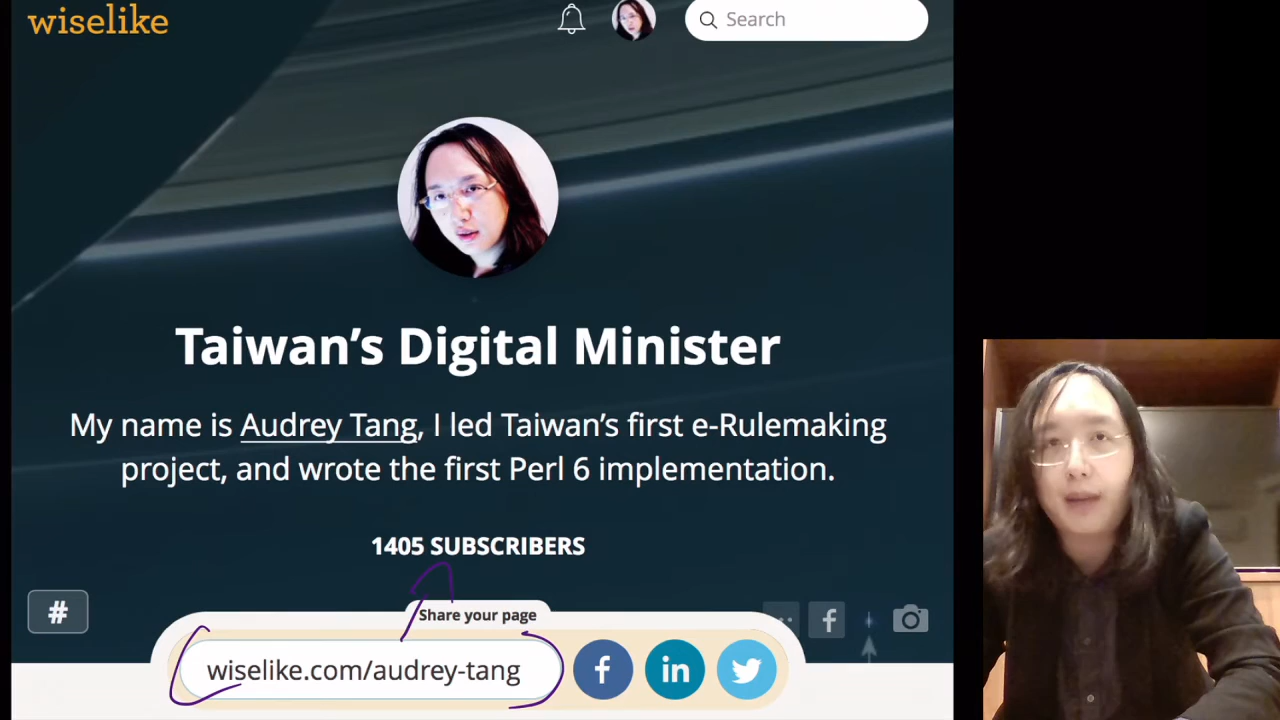 wiselike
Search
Taiwan's Digital Minister
My name is Audrey Tang, I led Taiwan's first e-Rulemaking
project, and wrote the first Perl 6 implementation.
1405 SUBSCRIBERS
#
Share your page
f
wiselike.com/audrey-tang
f
in